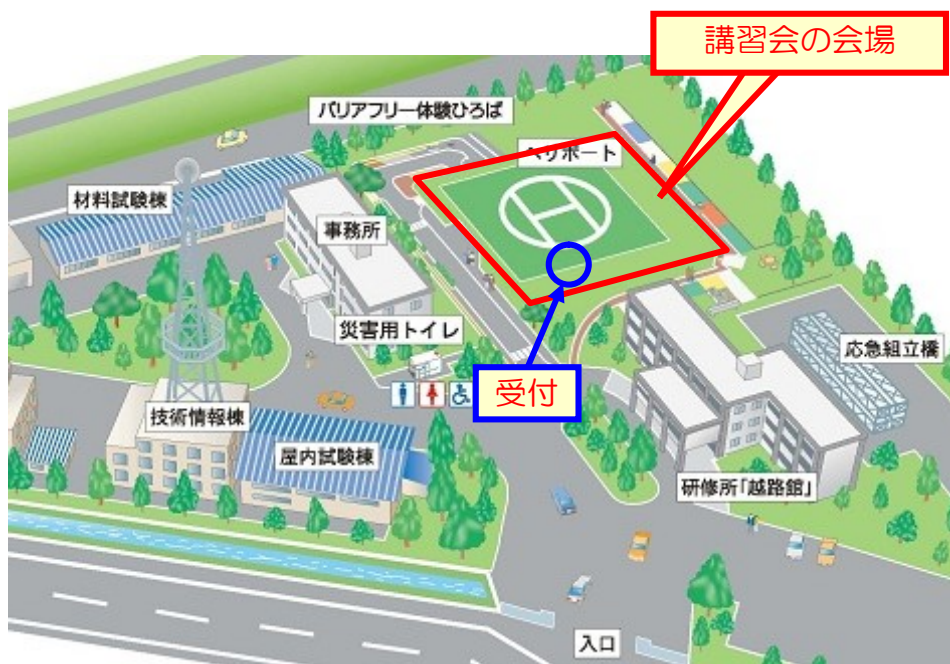 講習会の会場
バリアフリー体験ひろば
ヘリポート
材料試験棟
事務所
災害用トイレ
応急組立橋
受付
技術情報棟
屋内試験棟
研修所「越路館」
入口